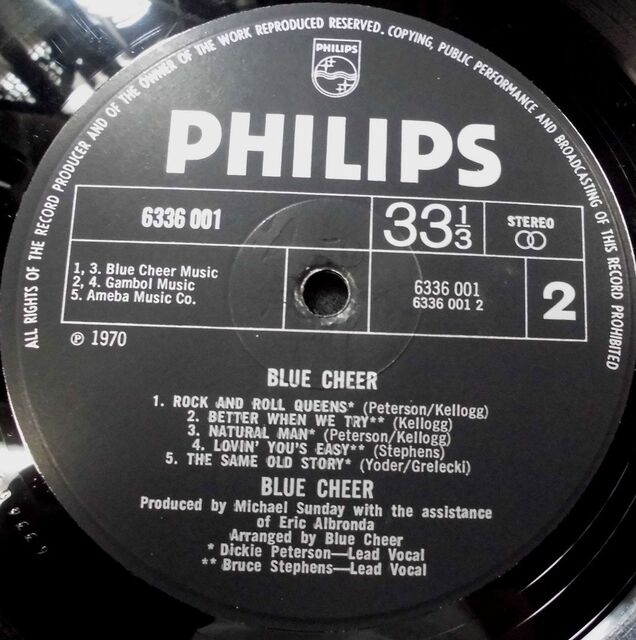 ALL RIGHTS OF THE RECORD PRODUCER AND OF THE OWNER OF THE WORK REPRODUCED RESERVED. COPYING, PUBLIC PERFORMANCE AND BROADCASTING OF THIS RECORD PROHIBITED
PHILIPS
PHILIPS
6336 001
33⅓
STEREO
1, 3. Blue Cheer Music
2, 4. Gambol Music
5. Ameba Music Co.
6336 001
6336 001 2
2
℗ 1970
BLUE CHEER
1. ROCK AND ROLL QUEENS* (Peterson/Kellogg)
2. BETTER WHEN WE TRY** (Kellogg)
3. NATURAL MAN* (Peterson/Kellogg)
4. LOVIN' YOU'S EASY** (Stephens)
5. THE SAME OLD STORY* (Yoder/Grelecki)
BLUE CHEER
Produced by Michael Sunday with the assistance
of Eric Albronda
Arranged by Blue Cheer
* Dickie Peterson—Lead Vocal
** Bruce Stephens—Lead Vocal